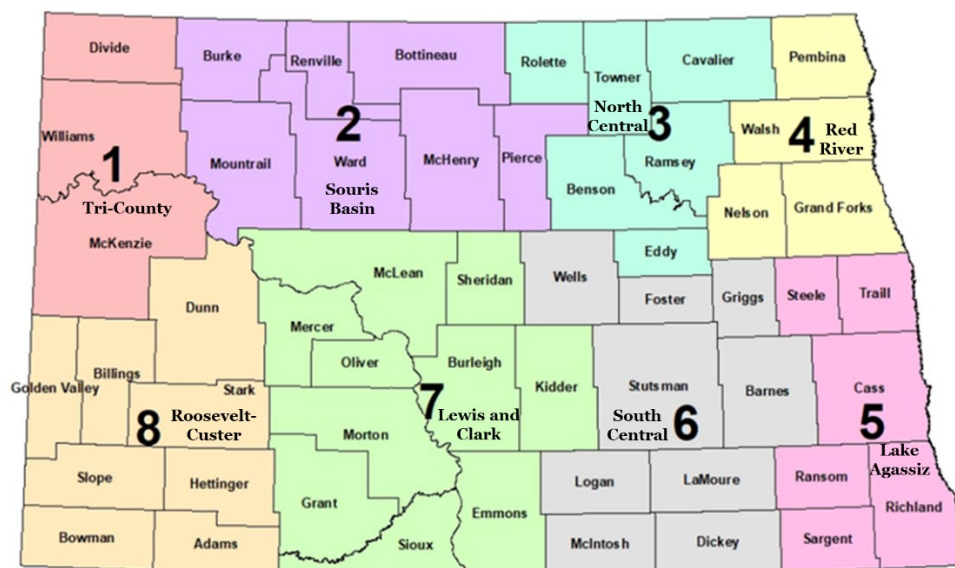 Divide
Burke
Renville
Bottineau
Rolette
Towner
Cavalier
Pembina
Williams
1
Tri-County
McKenzie
Mountrail
2
Ward
Souris
Basin
McHenry
Pierce
North
Central
3
Ramsey
Benson
Eddy
Walsh
4
Red
River
Nelson
Grand Forks
Dunn
McLean
Sheridan
Wells
Foster
Griggs
Steele
Traill
Mercer
Oliver
Burleigh
Kidder
Stutsman
Barnes
Cass
Golden Valley
Billings
Stark
8
Roosevelt-
Custer
7
Lewis and
Clark
South
Central
6
5
Lake
Agassiz
Morton
Slope
Hettinger
Grant
Emmons
Logan
LaMoure
Ransom
Richland
Bowman
Adams
Sioux
McIntosh
Dickey
Sargent